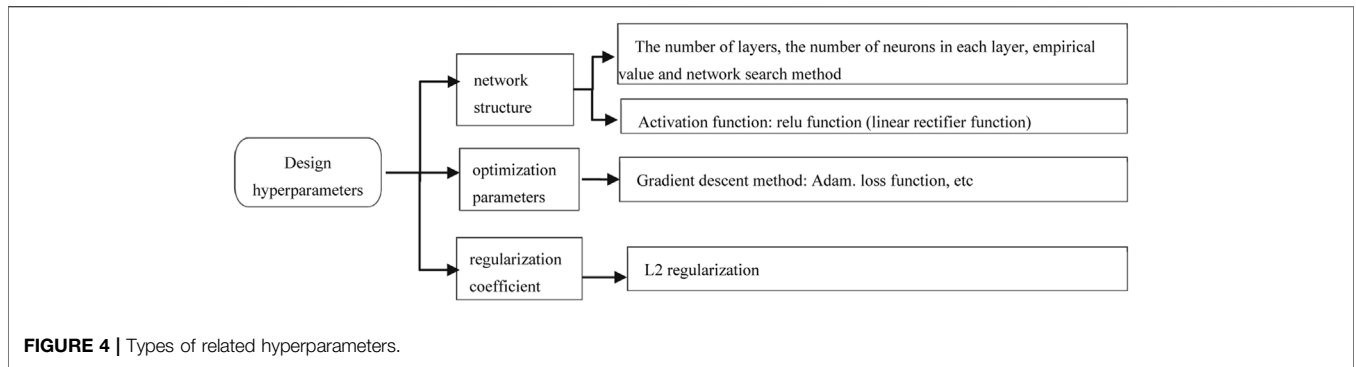 The number of layers, the number of neurons in each layer, empirical
value and network search method
network
structure
Activation function: relu function (linear rectifier function)
Design
hyperparameters
optimization
parameters
Gradient descent method: Adam. loss function, etc
regularization
coefficient
L2 regularization
FIGURE 4 | Types of related hyperparameters.